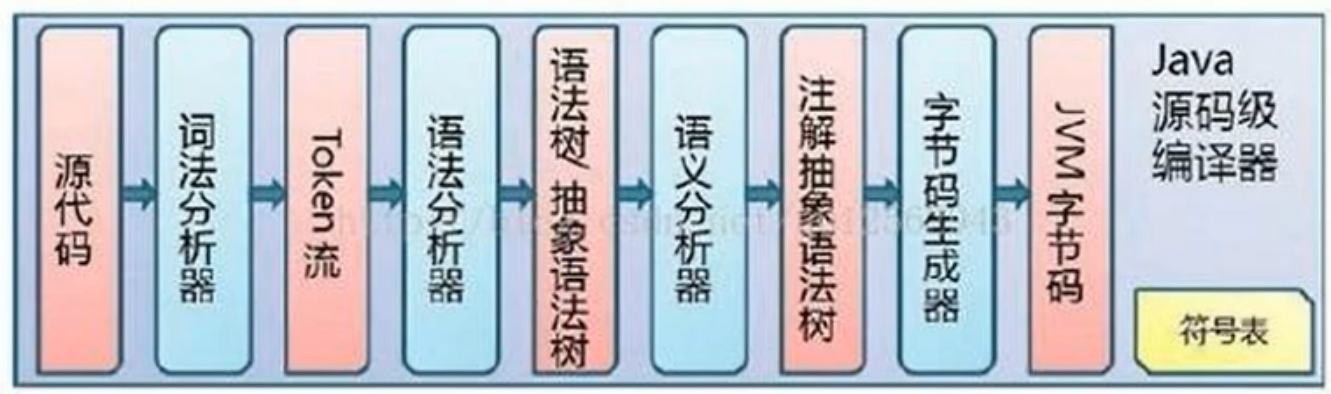 源代码
词法分析器
Token流
语法分析器
语法树/抽象语法树
语义分析器
注解抽象语法树
字节码生成器
JVM字节码
Java
源码级
编译器
符号表